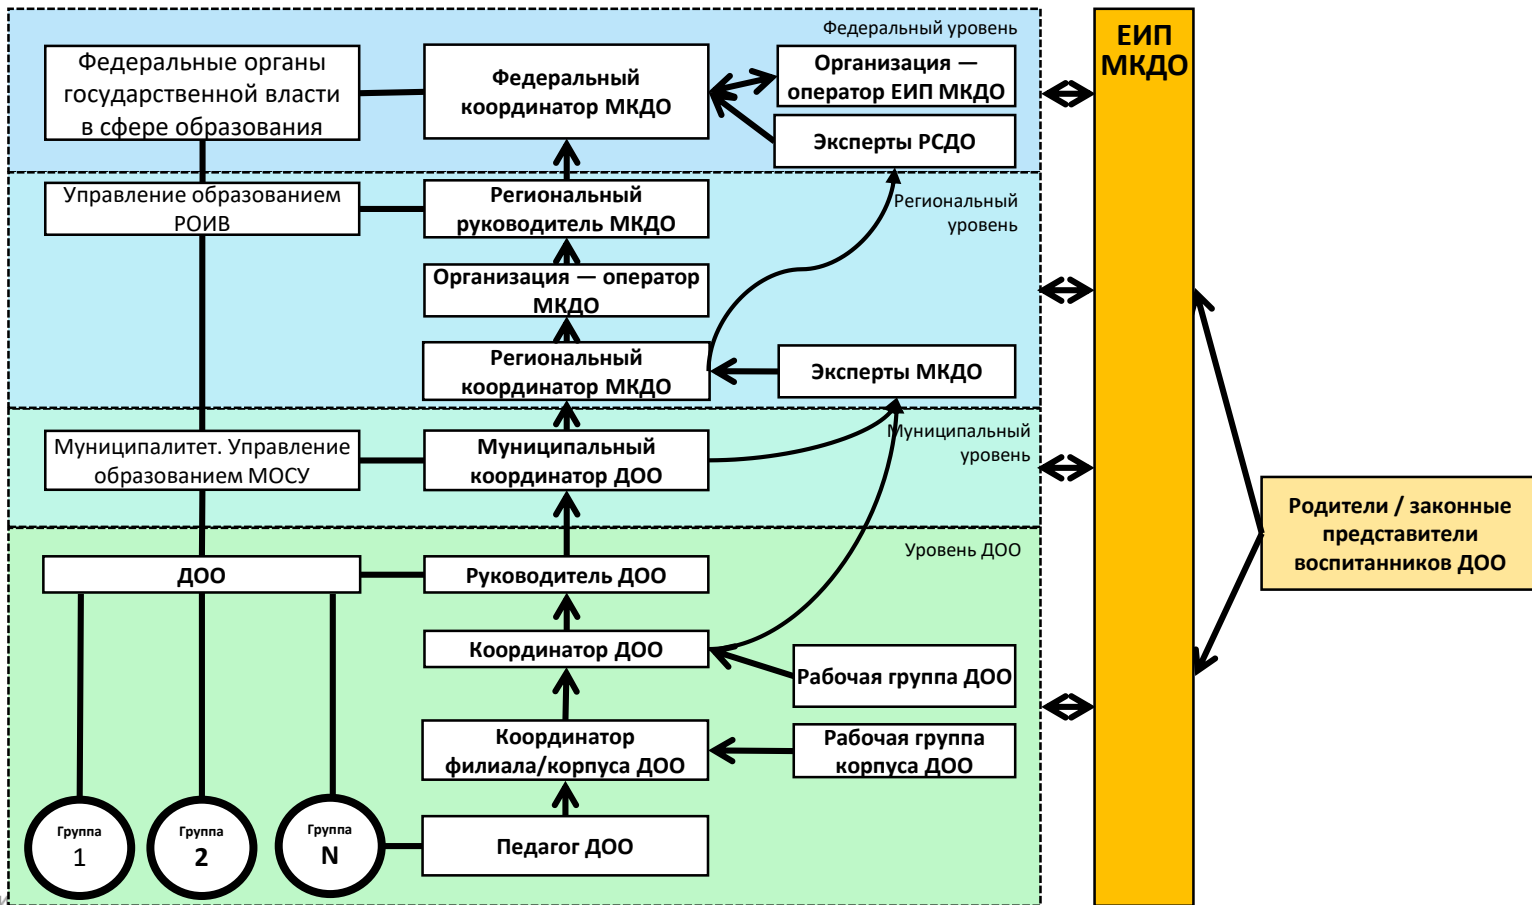 Федеральный уровень
ЕИП
МКДО
Федеральные органы
государственной власти
в сфере образования
Федеральный
координатор МКДО
Организация —
оператор ЕИП МКДО
Эксперты РСДО
Управление образованием
РОИВ
Региональный
руководитель МКДО
Региональный
уровень
Организация — оператор
МКДО
Региональный
координатор МКДО
Эксперты МКДО
Муниципалитет. Управление
образованием МОСУ
Муниципальный
координатор ДОО
Муниципальный
уровень
Родители / законные
представители
воспитанников ДОО
Уровень ДОО
ДОО
Руководитель ДОО
Координатор ДОО
Рабочая группа ДОО
Координатор
филиала/корпуса ДОО
Рабочая группа
корпуса ДОО
Группа
1
Группа
2
Группа
N
Педагог ДОО